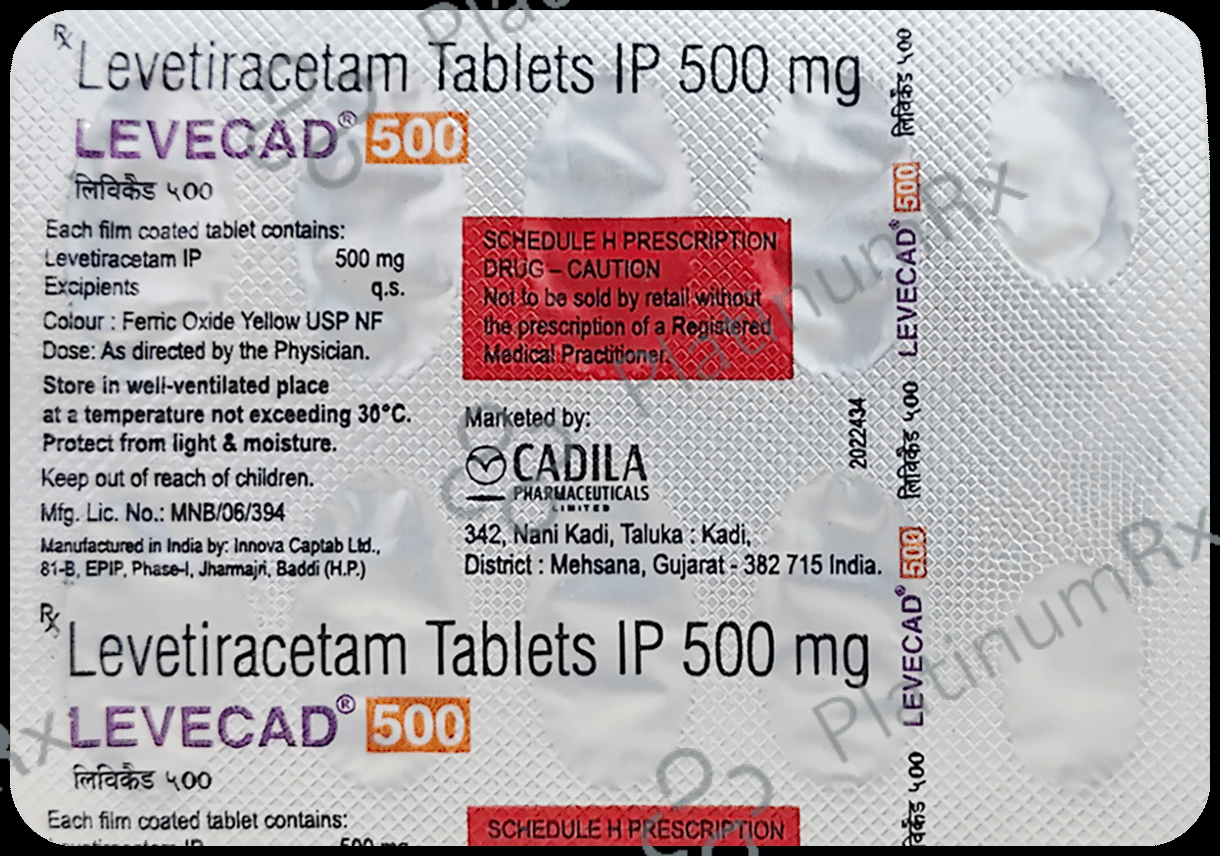 Rx
Levetiracetam Tablets IP 500 mg
LEVECAD® 500
लिविकैड ५००
Each film coated tablet contains:
Levetiracetam IP 500 mg
Excipients q.s.
Colour : Ferric Oxide Yellow USP NF
Dose: As directed by the Physician.
Store in well-ventilated place
at a temperature not exceeding 30°C.
Protect from light & moisture.
Keep out of reach of children.
Mfg. Lic. No.: MNB/06/394
Manufactured in India by: Innova Captab Ltd.,
81-B, EPIP, Phase-I, Jharmajri, Baddi (H.P.)
SCHEDULE H PRESCRIPTION
DRUG – CAUTION
Not to be sold by retail without
the prescription of a Registered
Medical Practitioner.
Marketed by:
CADILA
PHARMACEUTICALS
LIMITED
342, Nani Kadi, Taluka : Kadi,
District : Mehsana, Gujarat - 382 715 India.
2022434
Rx
Levetiracetam Tablets IP 500 mg
LEVECAD® 500
लिविकैड ५००
Each film coated tablet contains:
500 mg
SCHEDULE H PRESCRIPTION
लिविकैड ५००
LEVECAD® 500
लिविकैड ५००
LEVECAD® 500
५००
PlatinumRx
PlatinumRx
Platinum
Rx